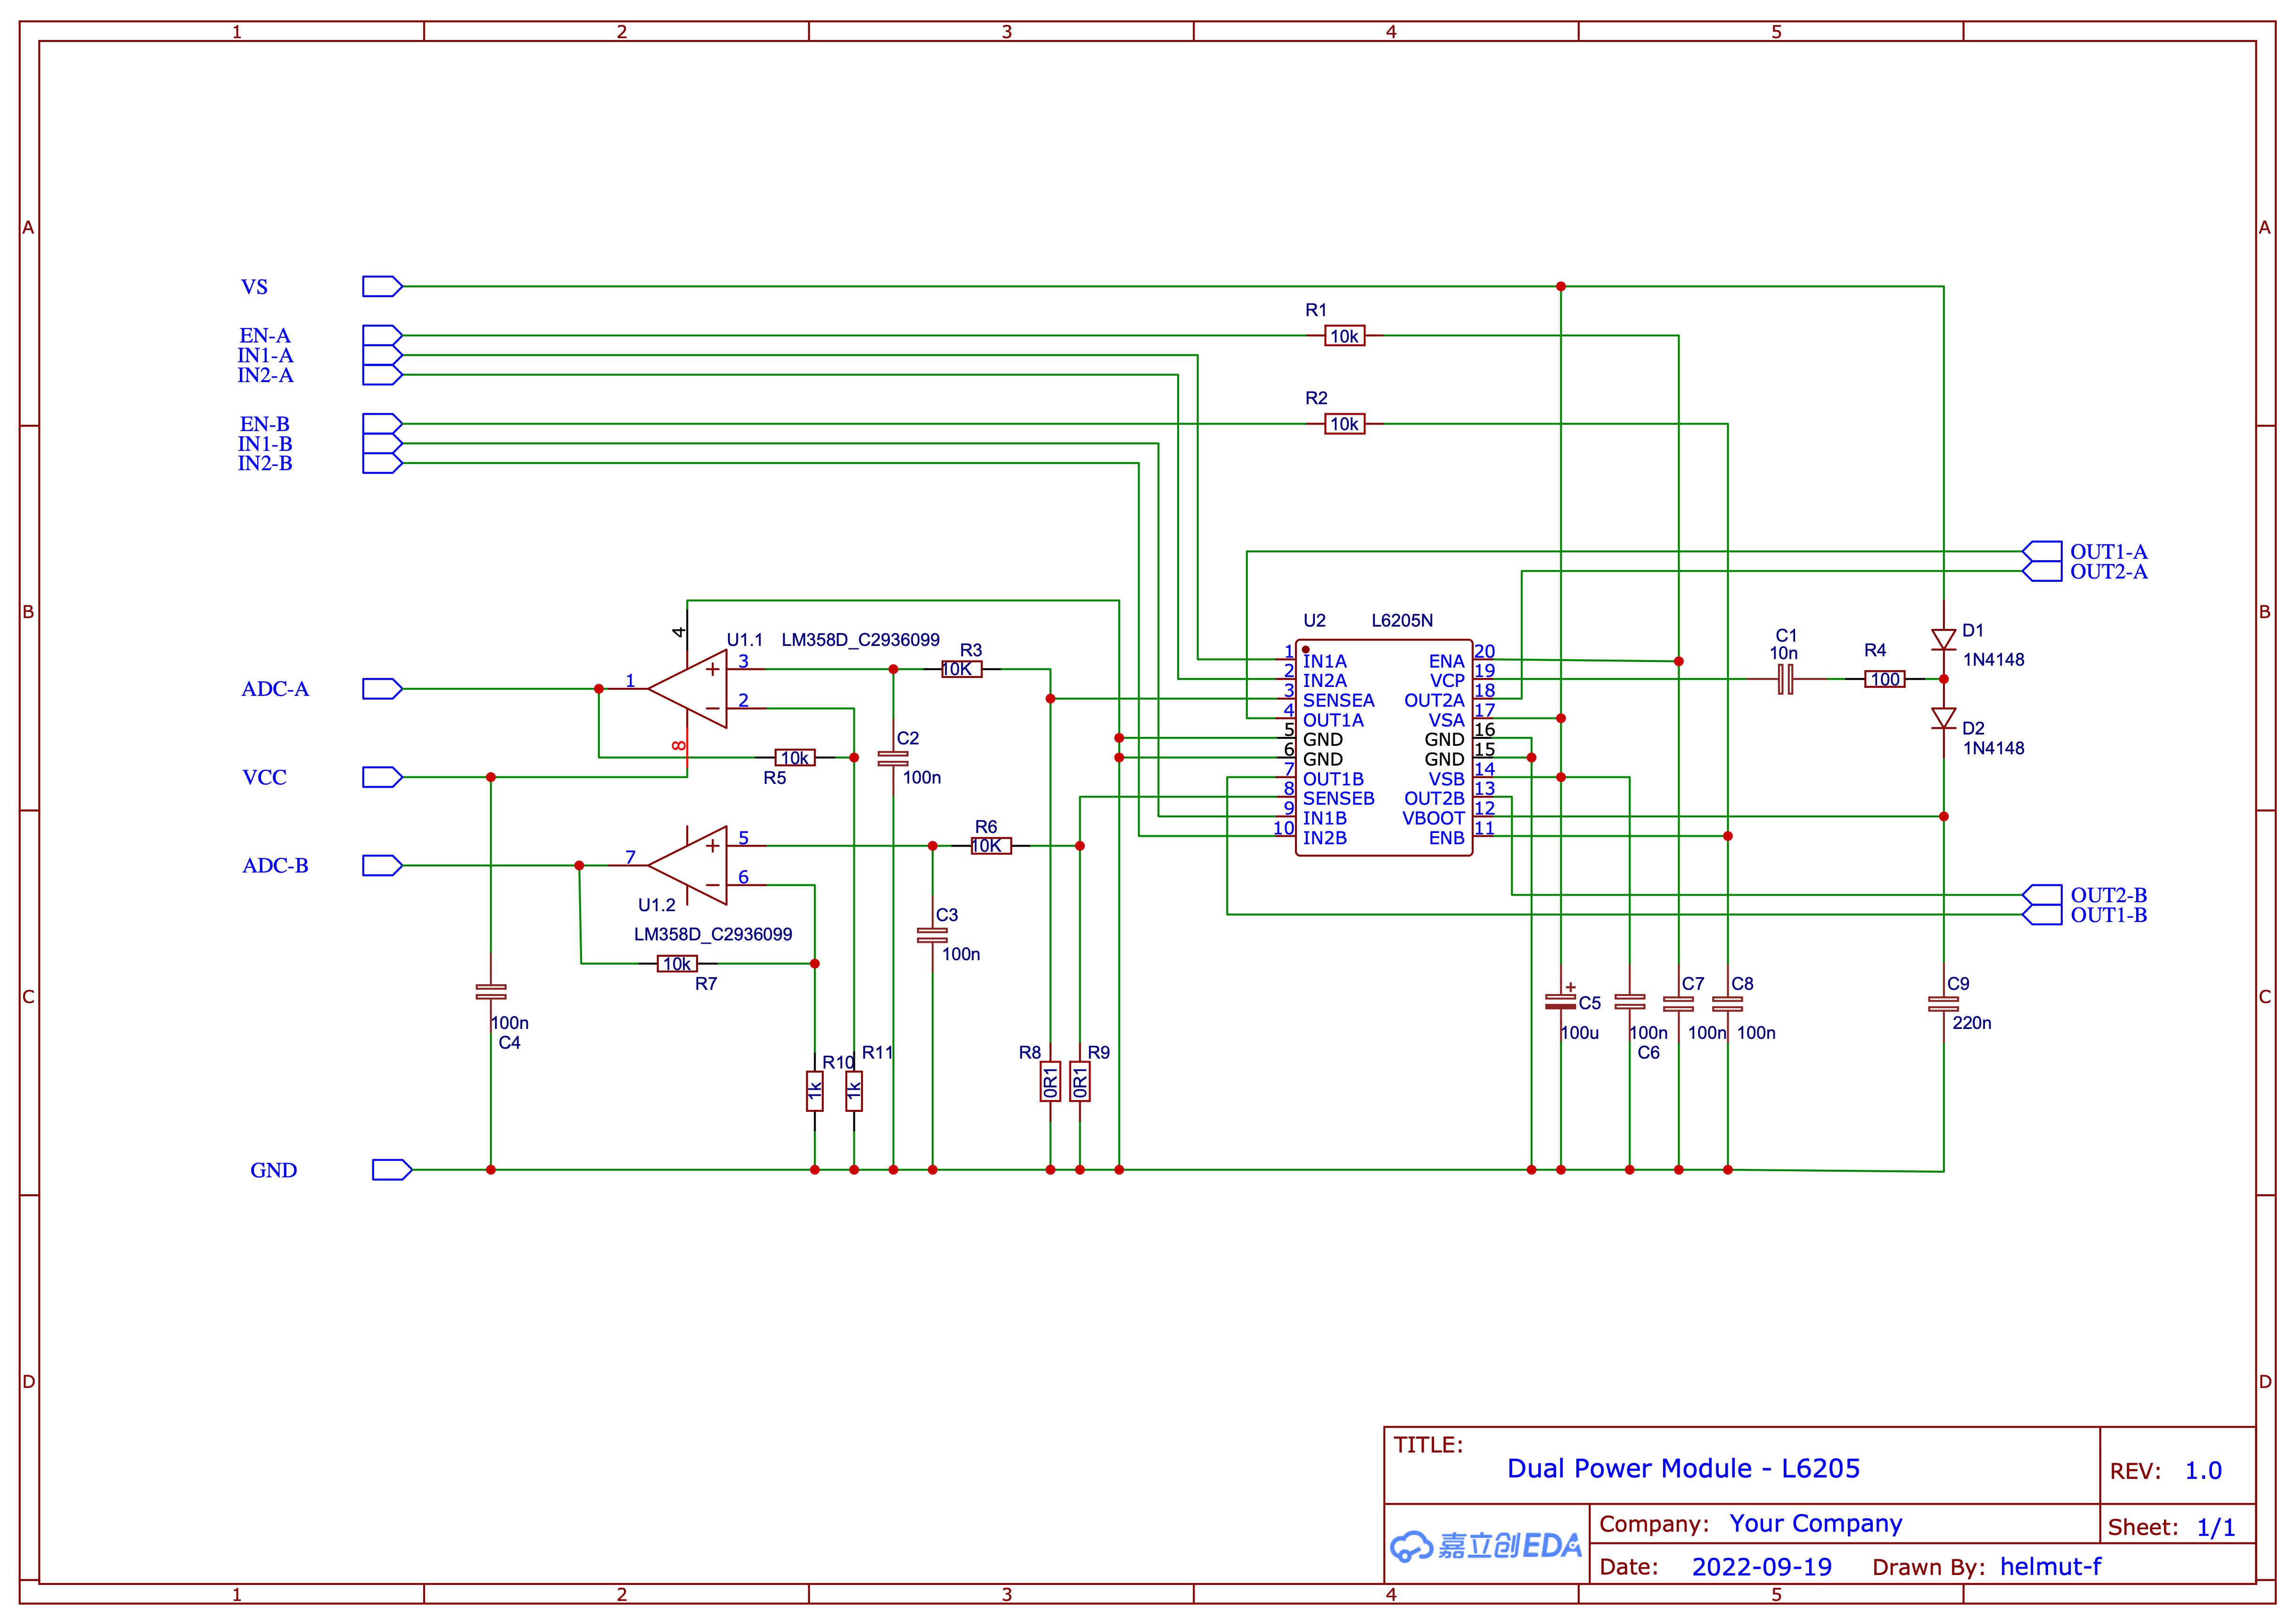 1 2 3 4 5
A A
VS
R1
EN-A
10k
IN1-A
IN2-A
R2
EN-B
10k
IN1-B
IN2-B
OUT1-A
OUT2-A
B B
U2 L6205N
4
U1.1 LM358D_C2936099
3
2
1
8
R3
10K
ADC-A
C2
100n
10k
R5
VCC
R6
10K
5
6
7
ADC-B
U1.2
LM358D_C2936099
C3
100n
10k
R7
1 IN1A ENA 20
2 IN2A VCP 19
3 SENSEA OUT2A 18
4 OUT1A VSA 17
5 GND GND 16
6 GND GND 15
7 OUT1B VSB 14
8 SENSEB OUT2B 13
9 IN1B VBOOT 12
10 IN2B ENB 11
C1
10n
R4
100
D1
1N4148
D2
1N4148
OUT2-B
OUT1-B
C C
100n
C4
R10
1k
R11
1k
R8
0R1
R9
0R1
+
C5
100u
100n
C6
C7
100n
C8
100n
C9
220n
GND
D D
TITLE:
Dual Power Module - L6205
REV: 1.0
嘉立创EDA
Company: Your Company
Sheet: 1/1
Date: 2022-09-19 Drawn By: helmut-f
1 2 3 4 5